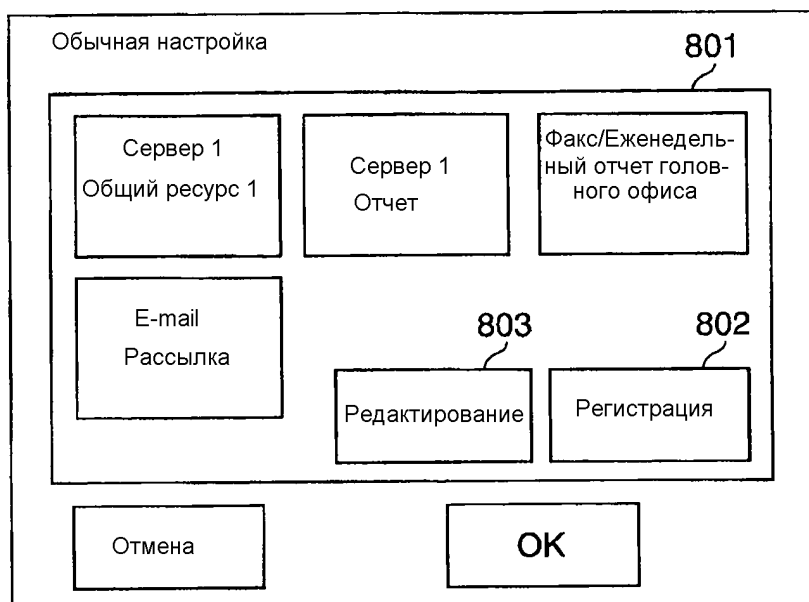 Обычная настройка
801
Сервер 1
Общий ресурс 1
Сервер 1
Отчет
Факс/Еженедель-
ный отчет голов-
ного офиса
E-mail
Рассылка
803
802
Редактирование
Регистрация
Отмена
OK